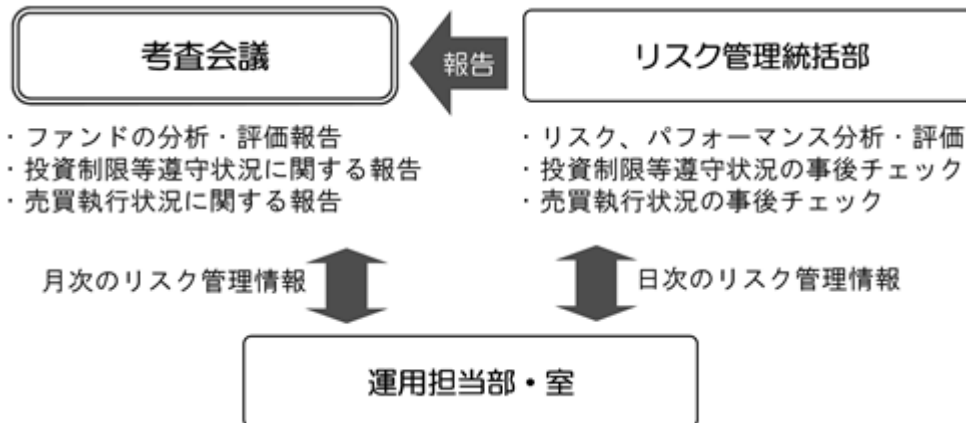 考査会議
報告
リスク管理統括部
・ファンドの分析・評価報告
・投資制限等遵守状況に関する報告
・売買執行状況に関する報告
・リスク、パフォーマンス分析・評価
・投資制限等遵守状況の事後チェック
・売買執行状況の事後チェック
月次のリスク管理情報
日次のリスク管理情報
運用担当部・室